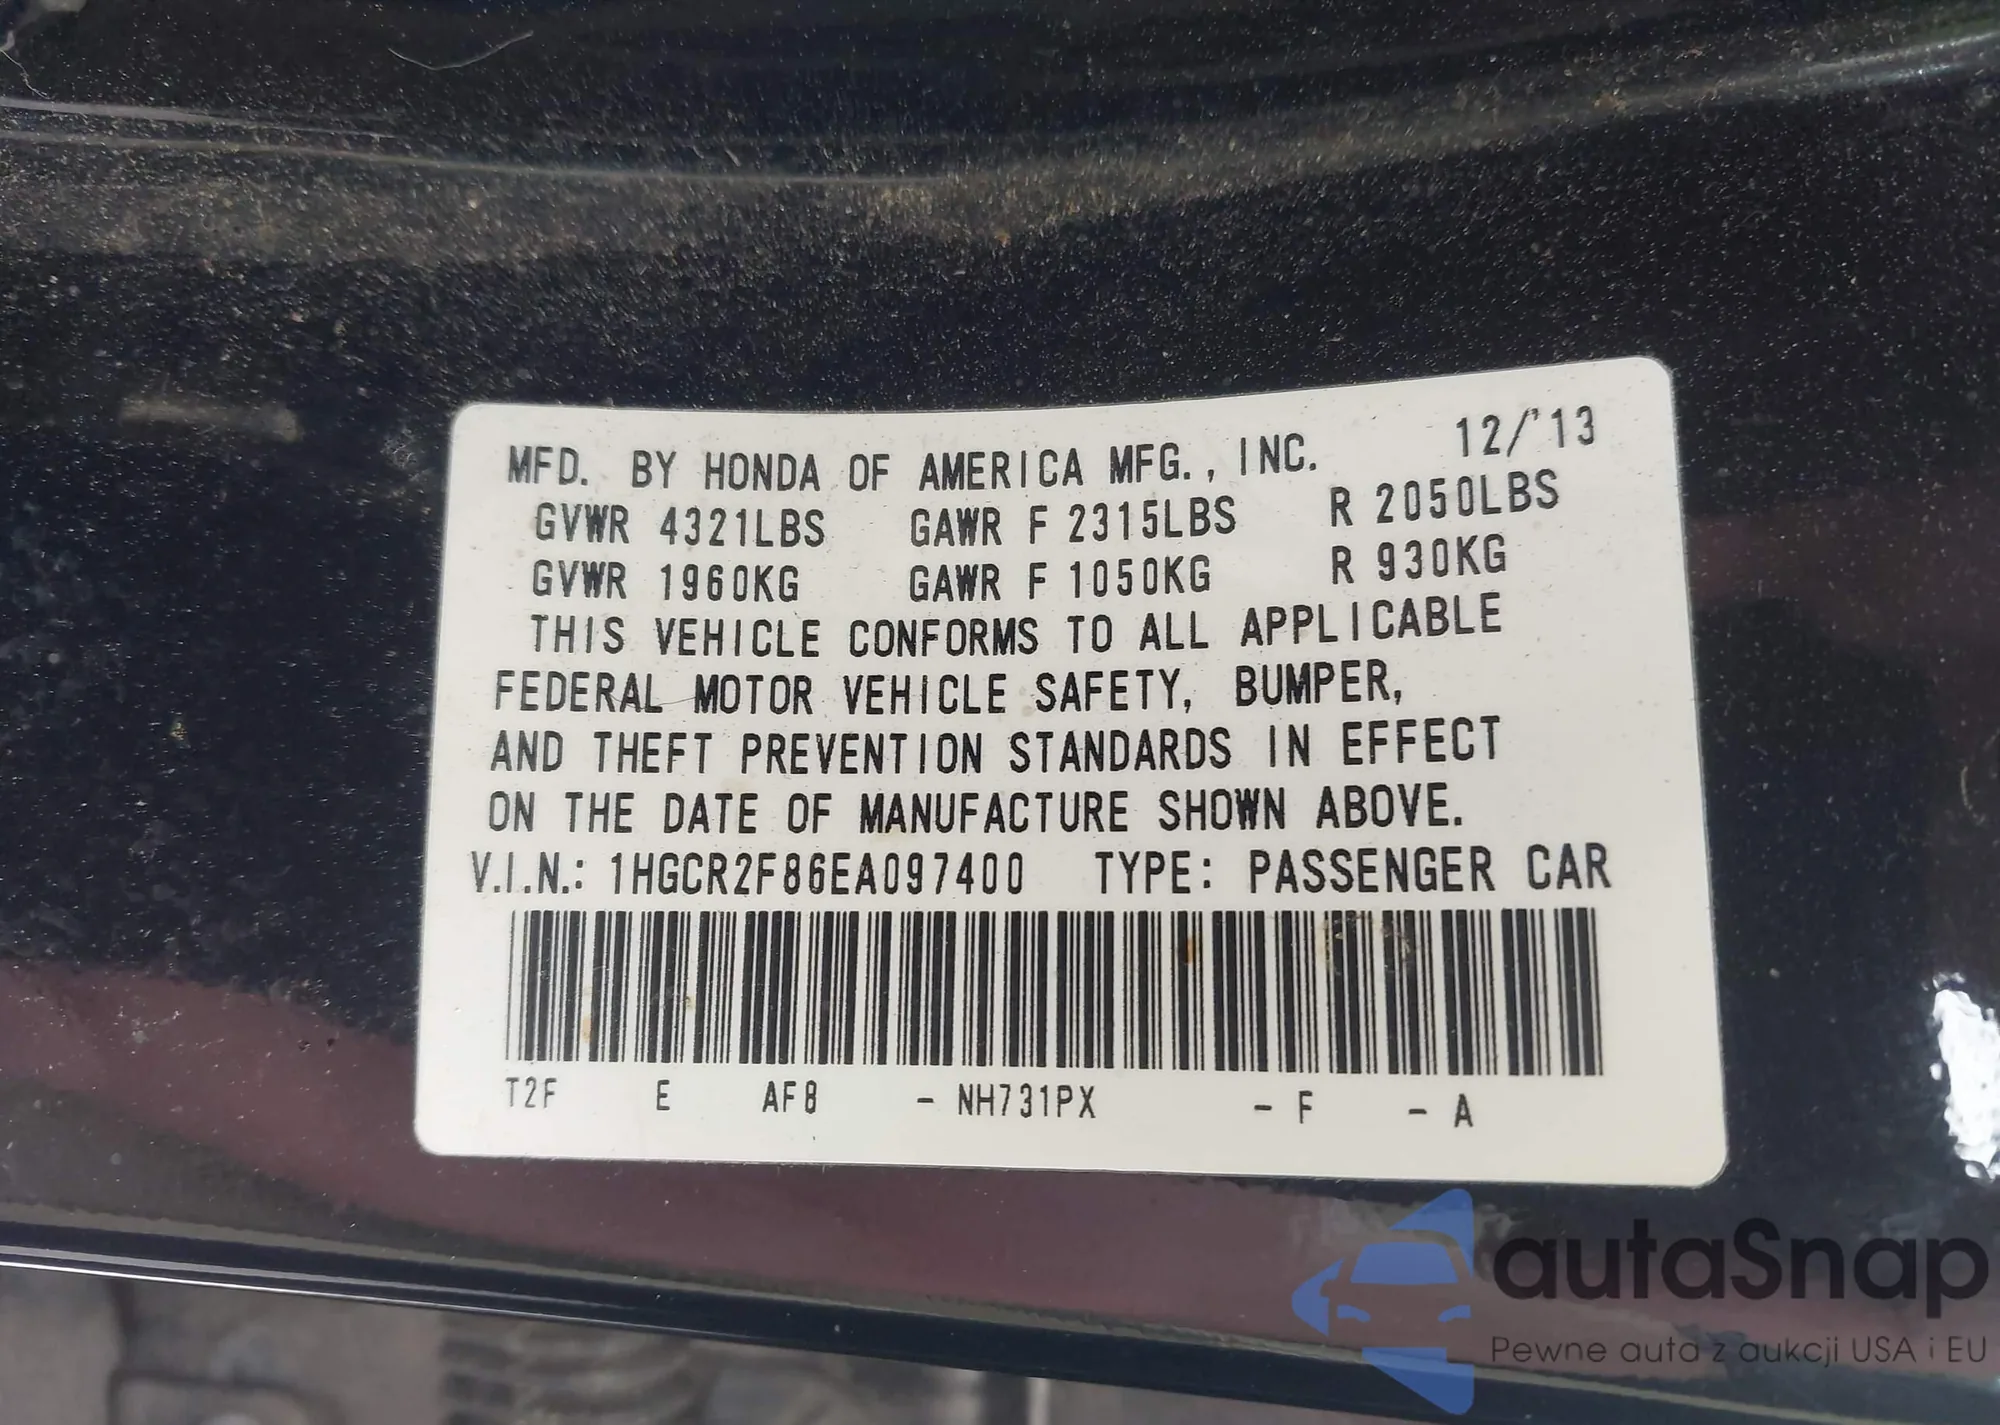 MFD. BY HONDA OF AMERICA MFG., INC. 12/'13
GVWR 4321LBS GAWR F 2315LBS R 2050LBS
GVWR 1960KG GAWR F 1050KG R 930KG
THIS VEHICLE CONFORMS TO ALL APPLICABLE
FEDERAL MOTOR VEHICLE SAFETY, BUMPER,
AND THEFT PREVENTION STANDARDS IN EFFECT
ON THE DATE OF MANUFACTURE SHOWN ABOVE.
V.I.N.: 1HGCR2F86EA097400 TYPE: PASSENGER CAR
T2F E AF8 - NH731PX - F - A
autaSnap
Pewne auta z aukcji USA i EU